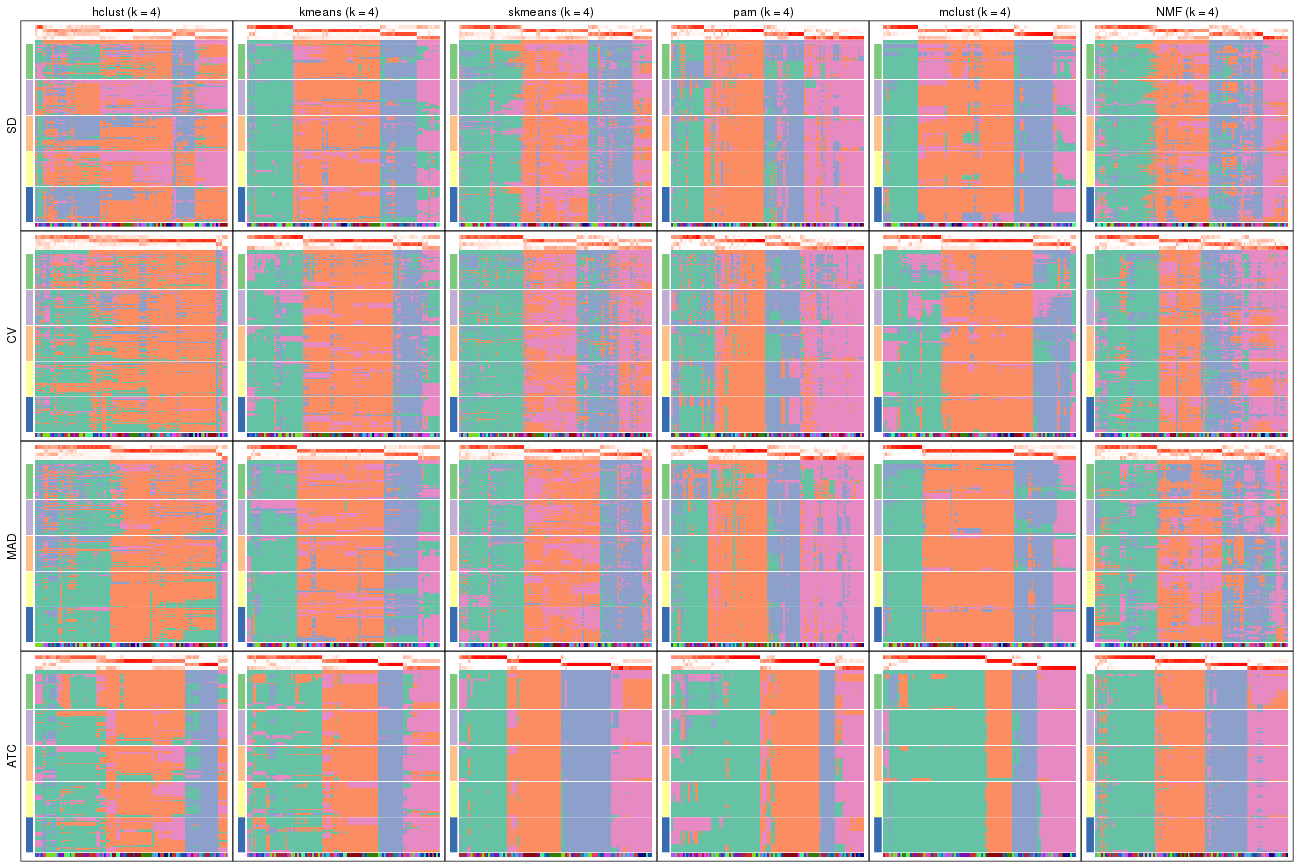 hclust (k = 4) kmeans (k = 4) skmeans (k = 4) pam (k = 4) mclust (k = 4) NMF (k = 4)
SD
CV
MAD
ATC